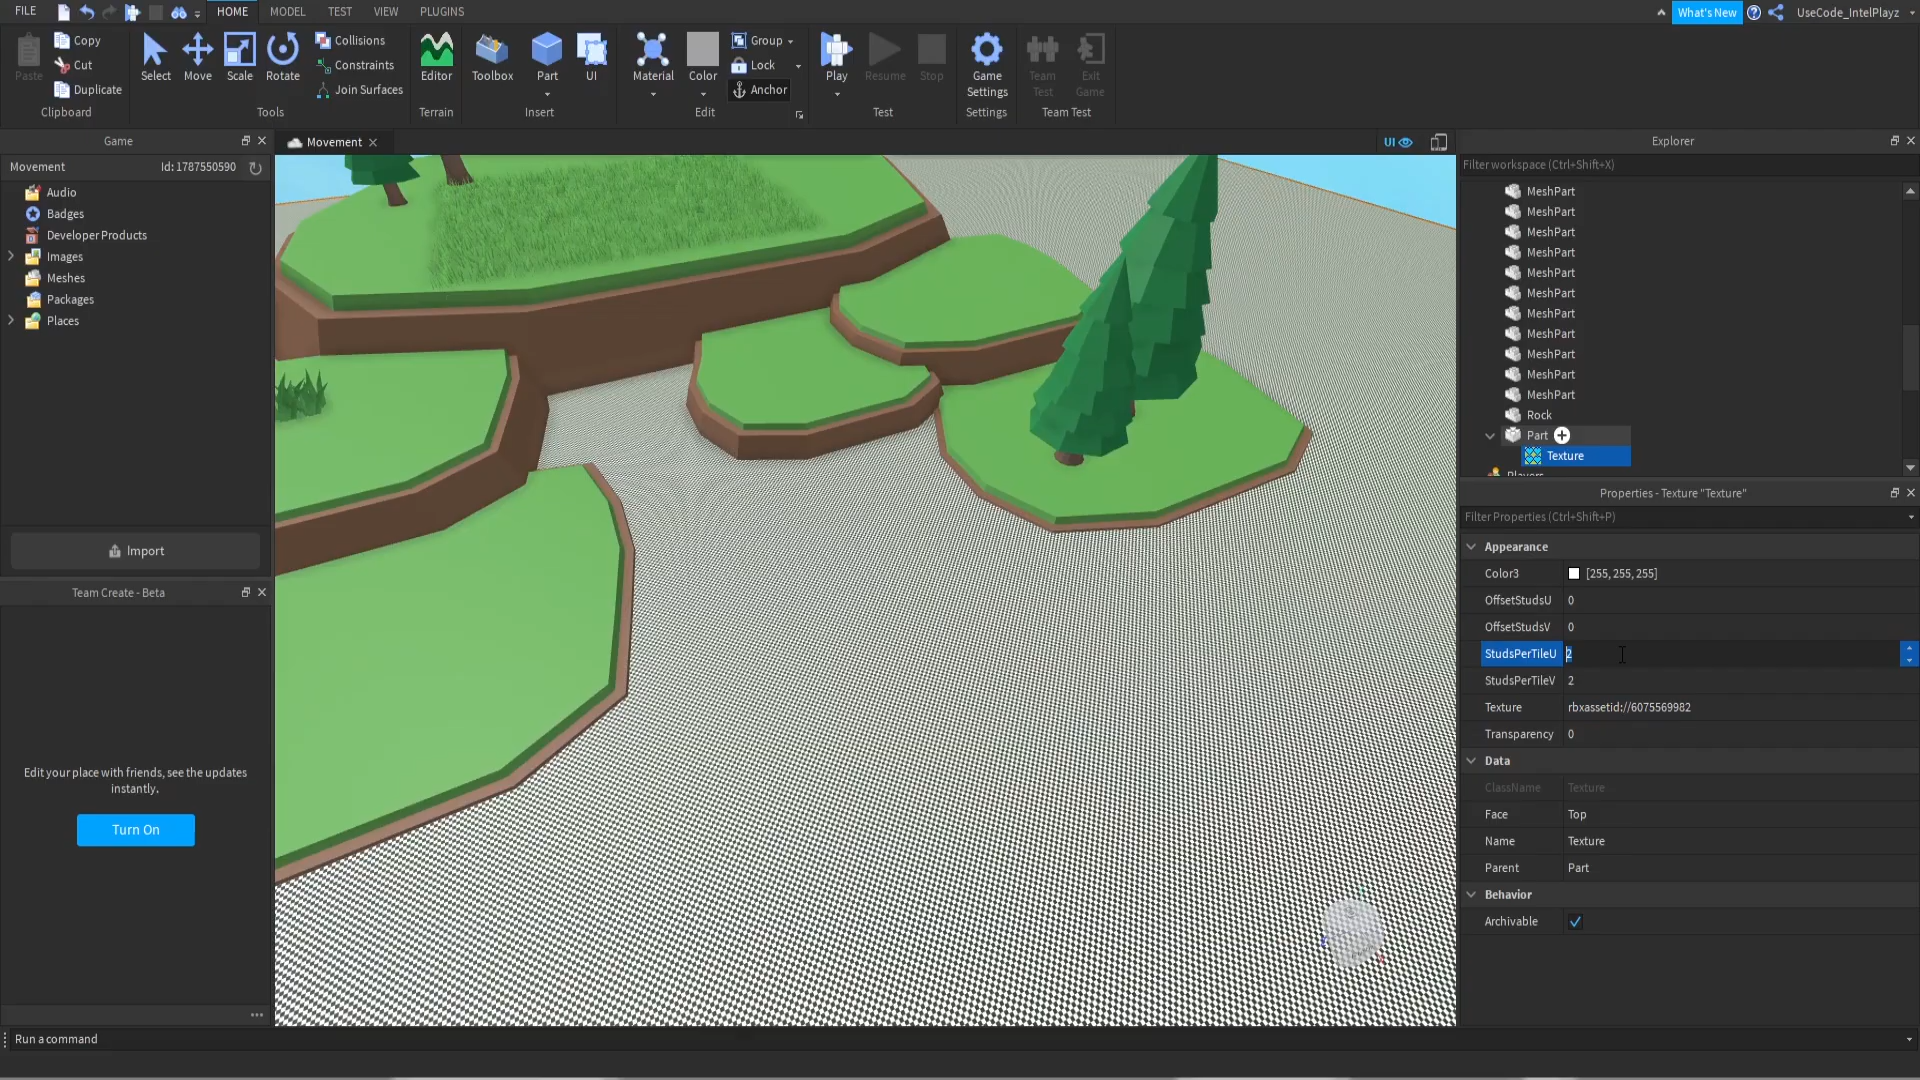 FILE HOME MODEL TEST VIEW PLUGINS What's New UseCode_IntelPlayz
Paste Copy Cut Duplicate
Clipboard
Select Move Scale Rotate
Collisions
Constraints
Join Surfaces
Tools
Editor
Terrain
Toolbox Part UI
Insert
Material Color Group Lock Anchor
Edit
Play Resume Stop
Test
Game Settings
Settings
Team Test Exit Game
Team Test
Game
Movement Id: 1787550590
Audio
Badges
Developer Products
Images
Meshes
Packages
Places
Import
Team Create - Beta
Edit your place with friends, see the updates
instantly.
Turn On
Movement
UI
Explorer
Filter workspace (Ctrl+Shift+X)
MeshPart
MeshPart
MeshPart
MeshPart
MeshPart
MeshPart
MeshPart
MeshPart
MeshPart
MeshPart
MeshPart
Rock
Part
Texture
Players
Properties - Texture "Texture"
Filter Properties (Ctrl+Shift+P)
Appearance
Color3 [255, 255, 255]
OffsetStudsU 0
OffsetStudsV 0
StudsPerTileU 2
StudsPerTileV 2
Texture rbxassetid://6075569982
Transparency 0
Data
ClassName Texture
Face Top
Name Texture
Parent Part
Behavior
Archivable
Run a command